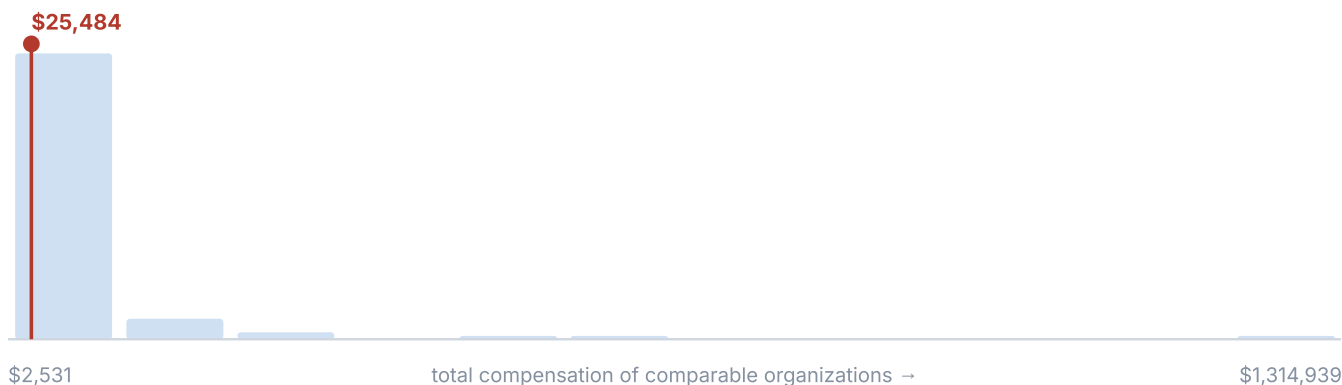 $25,484
$2,531 total compensation of comparable organizations → $1,314,939